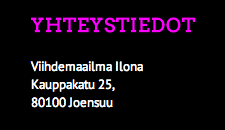 YHTEYSTIEDOT
Viihdemaailma Ilona
Kauppakatu 25,
80100 Joensuu